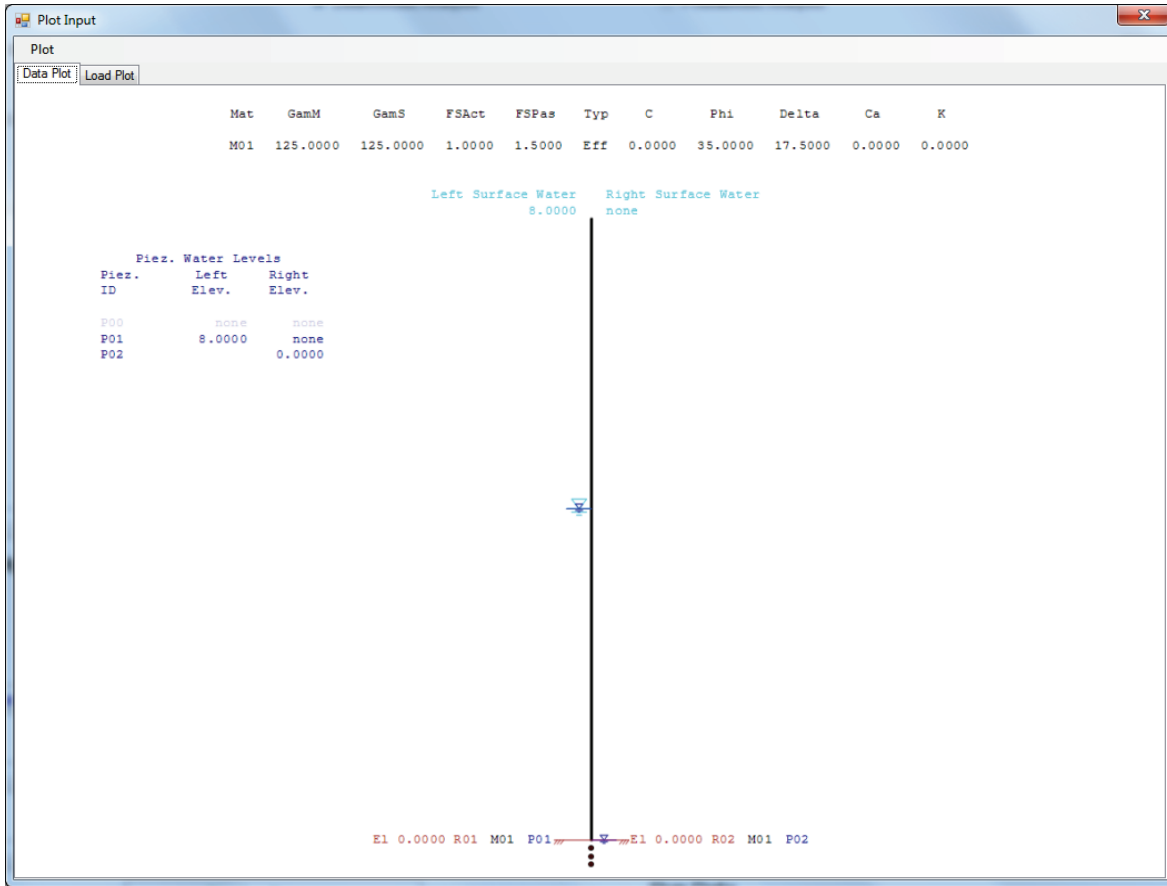 Plot Input
Plot
Data Plot Load Plot
Mat GamM GamS FSAct FSPas Typ C Phi Delta Ca K
M01 125.0000 125.0000 1.0000 1.5000 Eff 0.0000 35.0000 17.5000 0.0000 0.0000
Left Surface Water Right Surface Water
8.0000 none
Piez. Water Levels
Piez. Left Right
ID Elev. Elev.
P00 none none
P01 8.0000 none
P02 0.0000
El 0.0000 R01 M01 P01 El 0.0000 R02 M01 P02